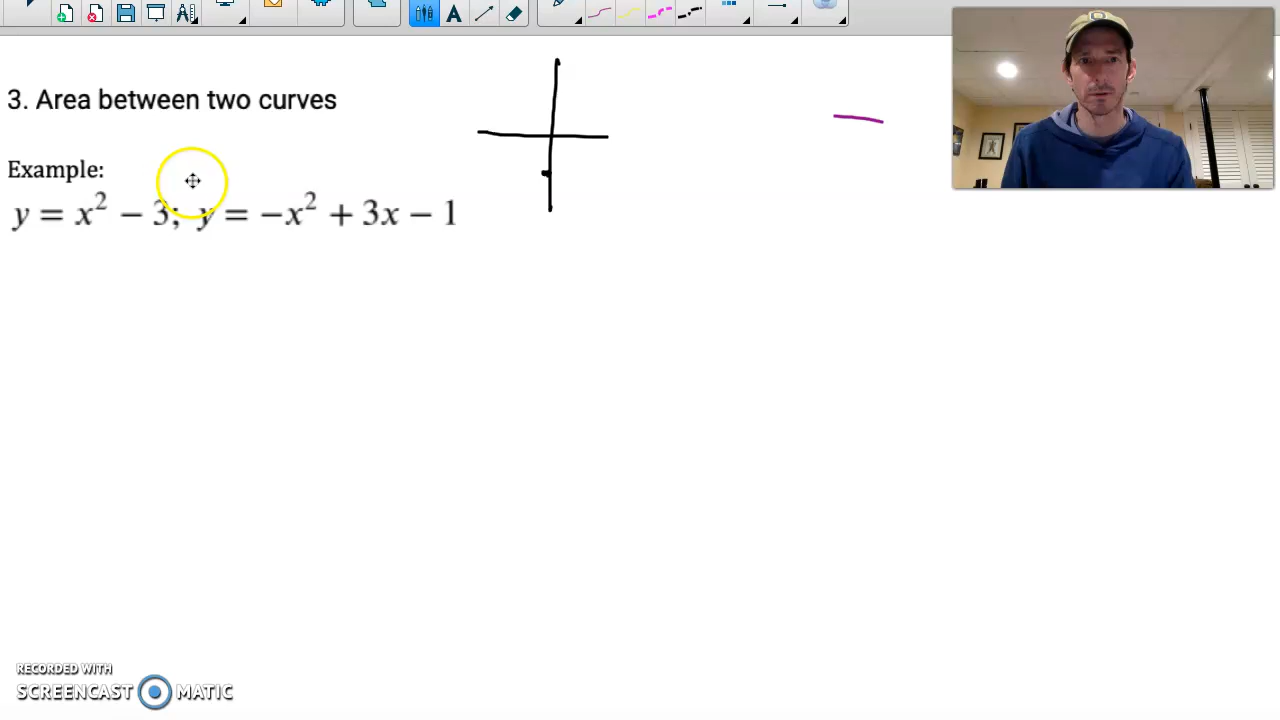 3. Area between two curves
Example:
y = x² − 3; y = −x² + 3x − 1
RECORDED WITH
SCREENCAST MATIC